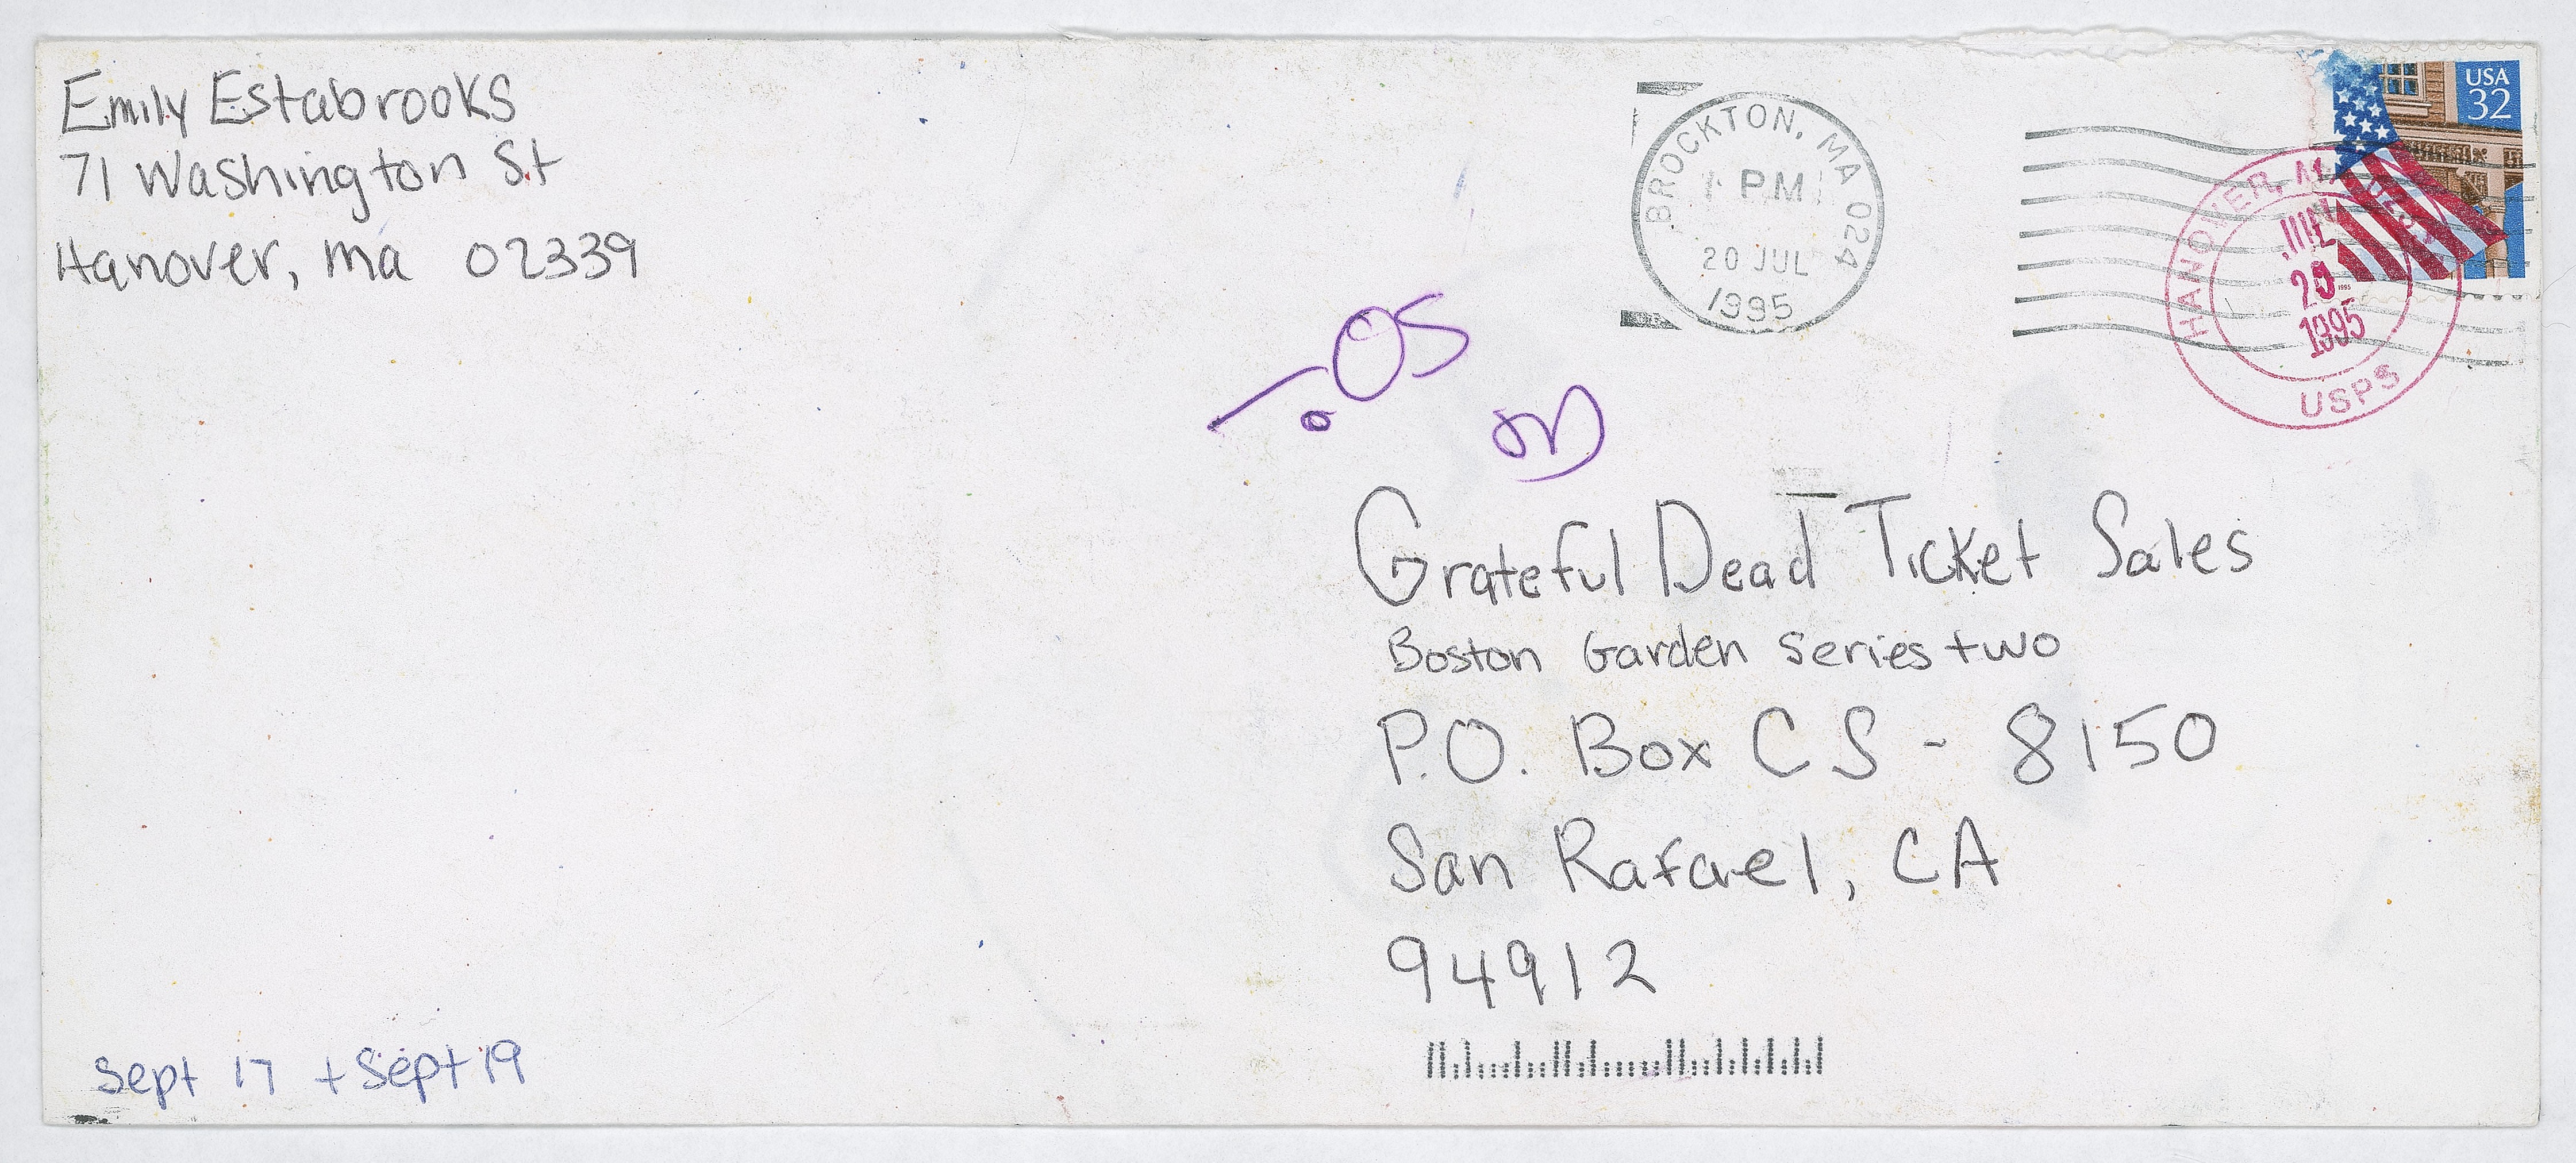 Emily Estabrooks
71 Washington St
Hanover, Ma 02339
BROCKTON, MA 024
PM
20 JUL
1995
USA
32
HANOVER, M
JUL
20
1995
USPS
Grateful Dead Ticket Sales
Boston Garden series two
P.O. Box CS - 8150
San Rafael, CA
94912
Sept 17 + Sept 19